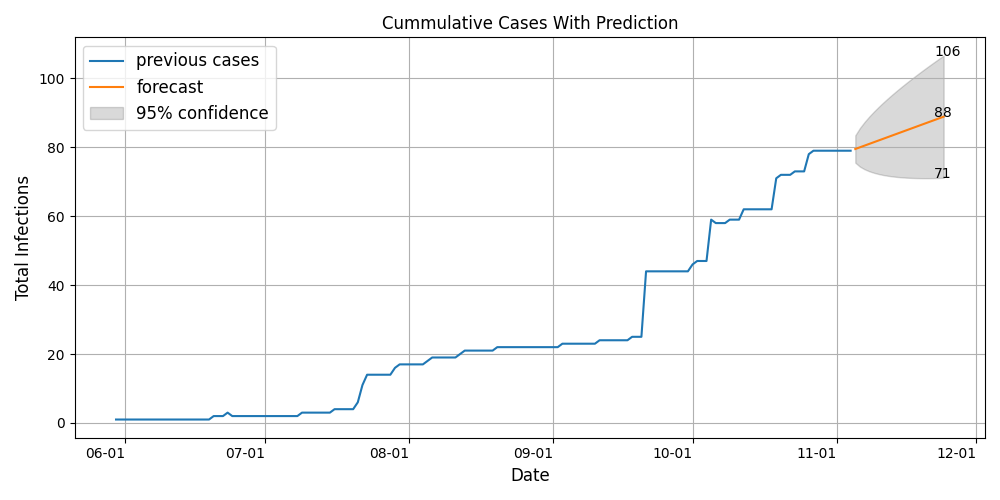 Cummulative Cases With Prediction
previous cases
forecast
95% confidence
106
88
71
100
80
60
40
20
0
Total Infections
06-01
07-01
08-01
09-01
10-01
11-01
12-01
Date